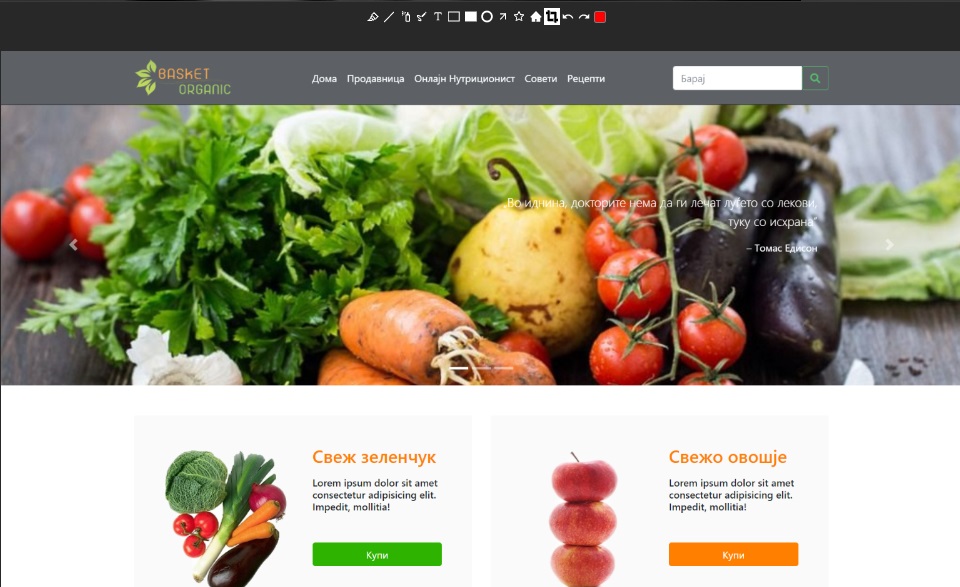 BASKET
ORGANIC
Дома Продавница Онлајн Нутриционист Совети Рецепти
Барај
Во иднина, докторите нема да ги лечат луѓето со лекови,
туку со исхрана"
– Томас Едисон
Свеж зеленчук
Lorem ipsum dolor sit amet
consectetur adipisicing elit.
Impedit, mollitia!
Купи
Свежо овошје
Lorem ipsum dolor sit amet
consectetur adipisicing elit.
Impedit, mollitia!
Купи